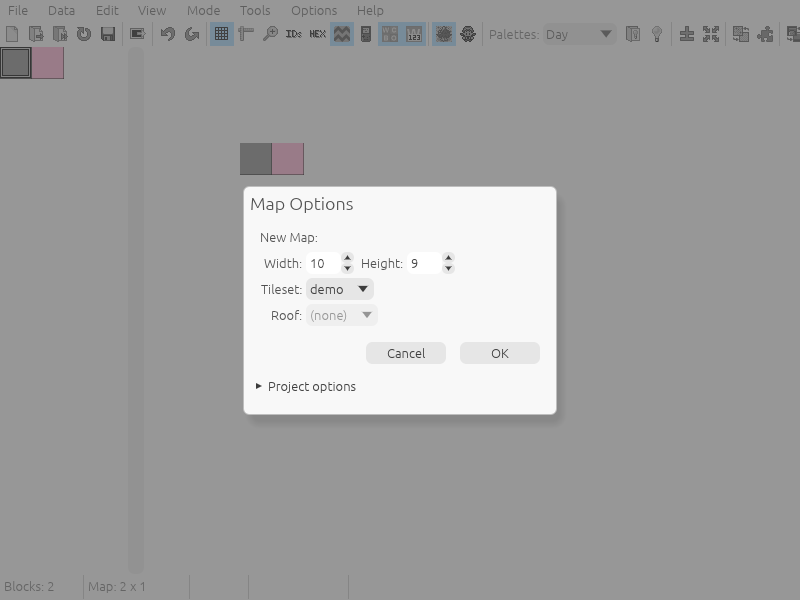 File Data Edit View Mode Tools Options Help
IDs HEX 123 Palettes: Day
Map Options
New Map:
Width: 10 Height: 9
Tileset: demo
Roof: (none)
Cancel OK
Project options
Blocks: 2 Map: 2 x 1